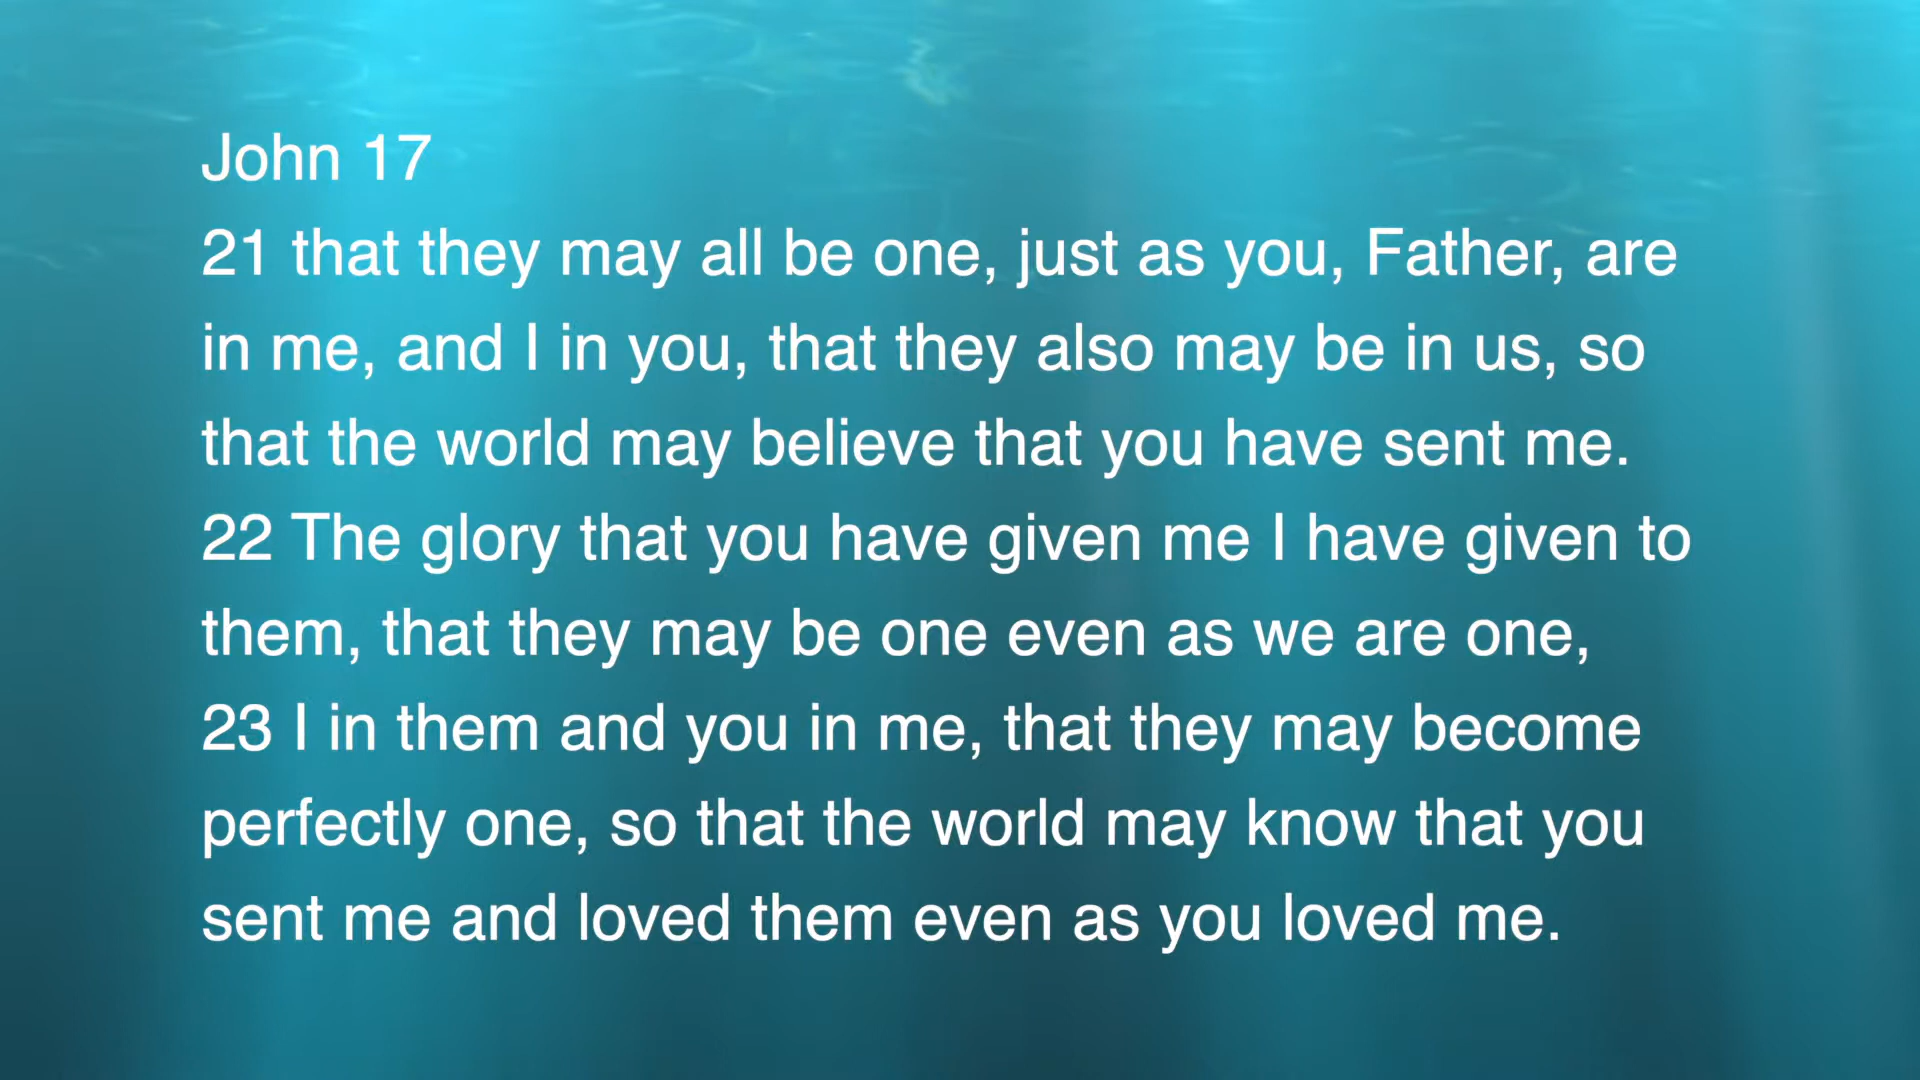 John 17
21 that they may all be one, just as you, Father, are
in me, and I in you, that they also may be in us, so
that the world may believe that you have sent me.
22 The glory that you have given me I have given to
them, that they may be one even as we are one,
23 I in them and you in me, that they may become
perfectly one, so that the world may know that you
sent me and loved them even as you loved me.